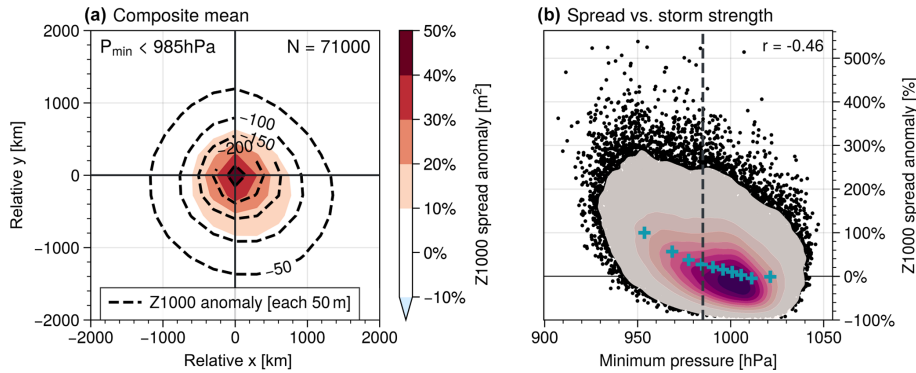 (a) Composite mean
P_min < 985hPa
N = 71000
2000
1000
0
−1000
−2000
Relative y [km]
−100
−150
−200
−50
Z1000 anomaly [each 50 m]
−2000
−1000
0
1000
2000
Relative x [km]
50%
40%
30%
20%
10%
0%
−10%
Z1000 spread anomaly [m²]
(b) Spread vs. storm strength
r = -0.46
500%
400%
300%
200%
100%
0%
−100%
Z1000 spread anomaly [%]
900
950
1000
1050
Minimum pressure [hPa]